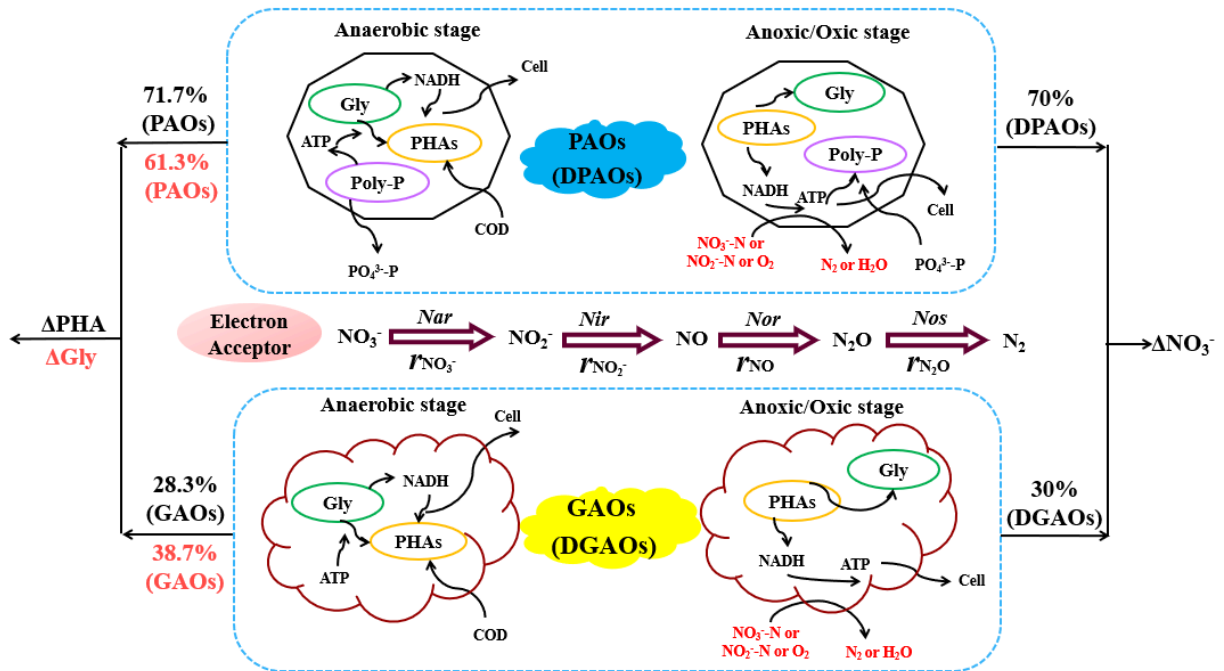 Anaerobic stage
Anoxic/Oxic stage
Cell
NADH
Gly
ATP
PHAs
Poly-P
COD
PO₄³⁻-P
PAOs
(DPAOs)
Gly
PHAs
Poly-P
NADH
ATP
Cell
NO₃⁻-N or
NO₂⁻-N or O₂
N₂ or H₂O
PO₄³⁻-P
71.7%
(PAOs)
61.3%
(PAOs)
70%
(DPAOs)
ΔPHA
ΔGly
Electron
Acceptor
NO₃⁻
Nar
rNO₃⁻
NO₂⁻
Nir
rNO₂⁻
NO
Nor
rNO
N₂O
Nos
rN₂O
N₂
ΔNO₃⁻
Anaerobic stage
Anoxic/Oxic stage
Cell
NADH
Gly
PHAs
ATP
COD
GAOs
(DGAOs)
Gly
PHAs
NADH
ATP
Cell
NO₃⁻-N or
NO₂⁻-N or O₂
N₂ or H₂O
28.3%
(GAOs)
38.7%
(GAOs)
30%
(DGAOs)